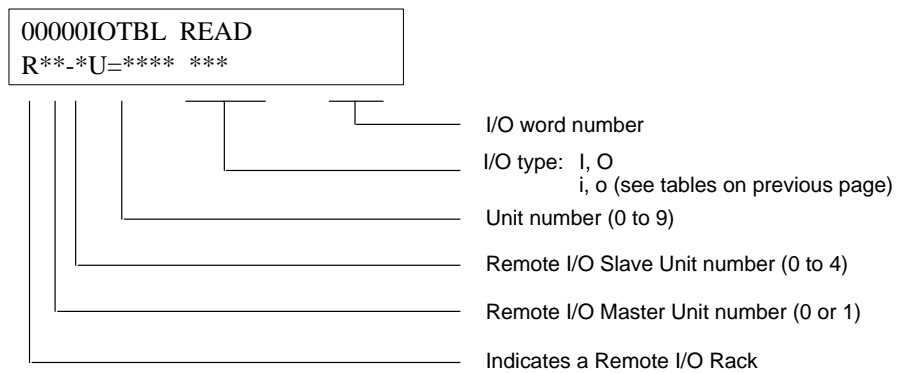 00000IOTBL READ
R**-*U=**** ***
I/O word number
I/O type: I, O
i, o (see tables on previous page)
Unit number (0 to 9)
Remote I/O Slave Unit number (0 to 4)
Remote I/O Master Unit number (0 or 1)
Indicates a Remote I/O Rack